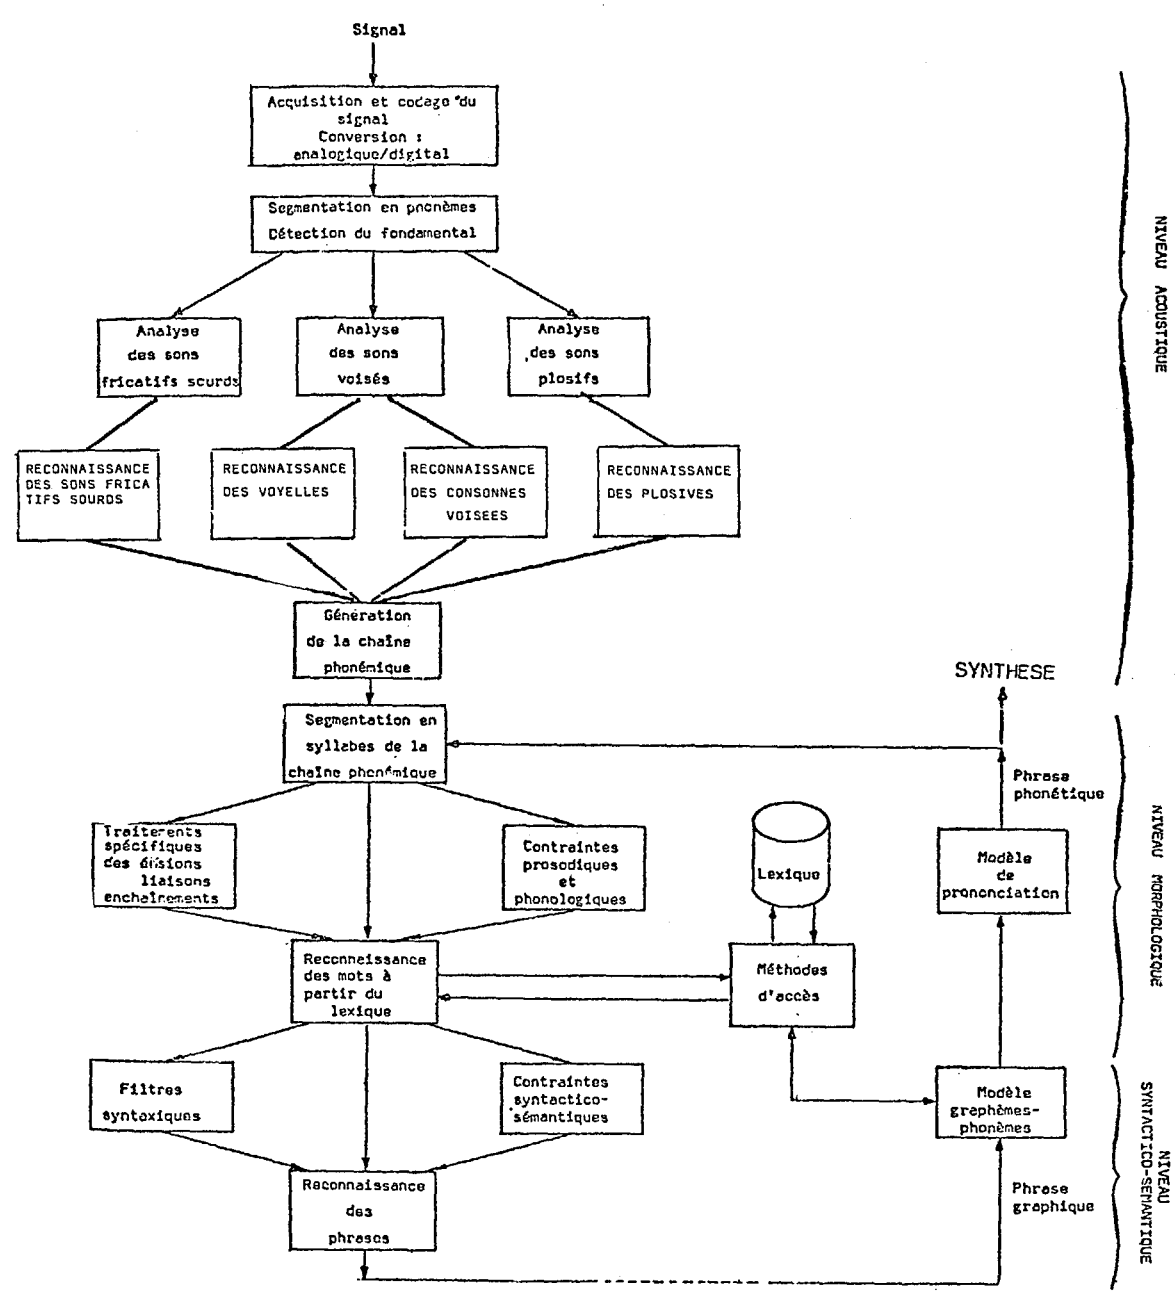 Signal
Acquisition et codage du
signal
Conversion :
analogique/digital
Segmentation en phonèmes
Détection du fondamental
Analyse
des sons
fricatifs sourds
Analyse
des sons
voisés
Analyse
des sons
plosifs
RECONNAISSANCE
DES SONS FRICA
TIFS SOURDS
RECONNAISSANCE
DES VOYELLES
RECONNAISSANCE
DES CONSONNES
VOISEES
RECONNAISSANCE
DES PLOSIVES
Génération
de la chaîne
phonémique
NIVEAU ACOUSTIQUE
SYNTHESE
Segmentation en
syllabes de la
chaîne phonémique
Phrase
phonétique
Traitements
spécifiques
des élisions
liaisons
enchaînements
Contraintes
prosodiques
et
phonologiques
Lexique
Modèle
de
prononciation
NIVEAU MORPHOLOGIQUE
Reconnaissance
des mots à
partir du
lexique
Méthodes
d'accès
Filtres
syntaxiques
Contraintes
syntactico-
sémantiques
Modèle
graphèmes-
phonèmes
Reconnaissance
des
phrases
Phrase
graphique
NIVEAU
SYNTACTICO-SEMANTIQUE